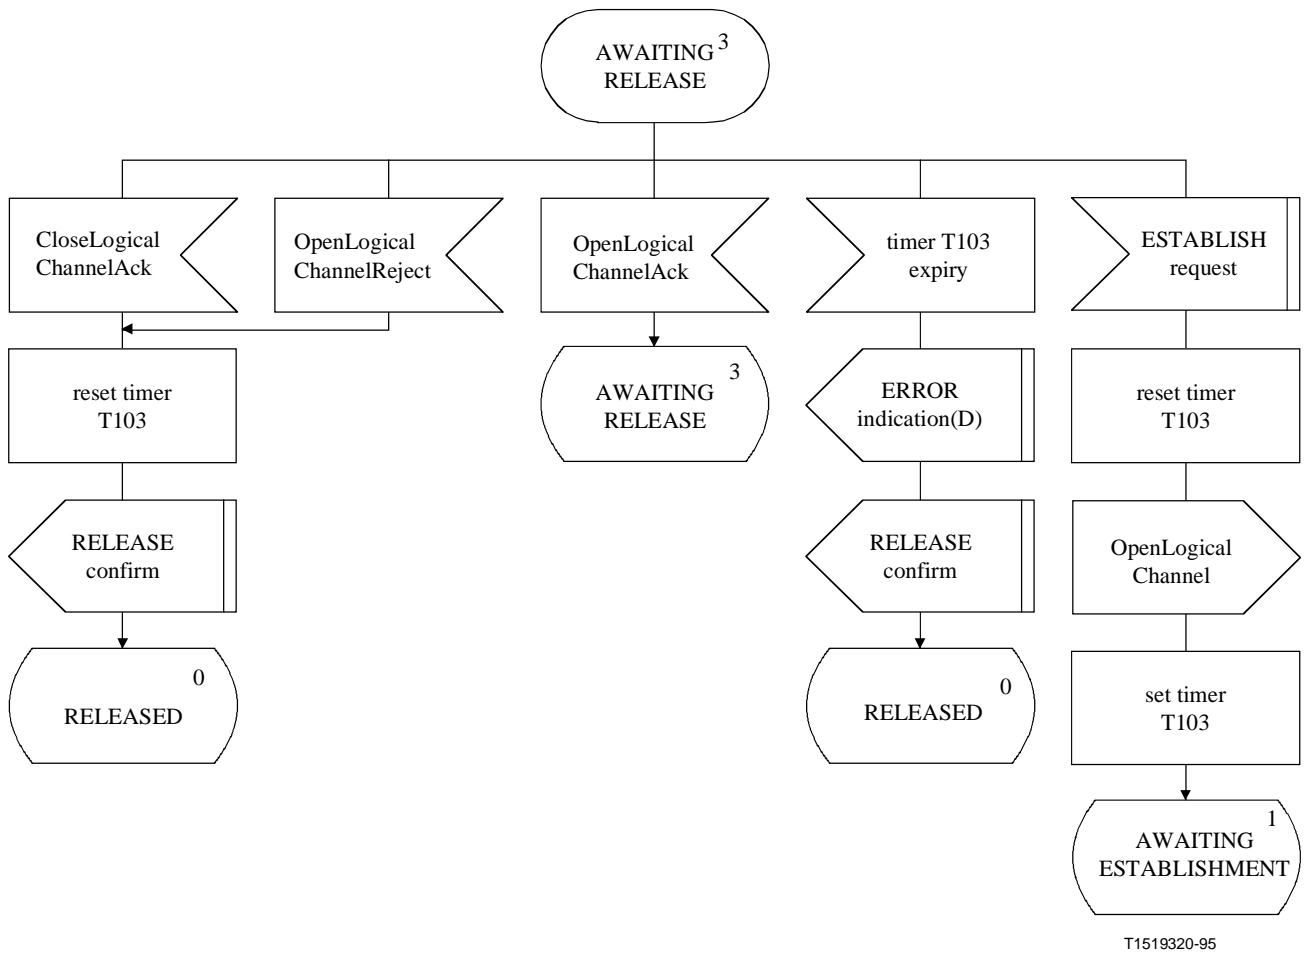 AWAITING 3
RELEASE
CloseLogical
ChannelAck
OpenLogical
ChannelReject
OpenLogical
ChannelAck
timer T103
expiry
ESTABLISH
request
reset timer
T103
3
AWAITING
RELEASE
ERROR
indication(D)
reset timer
T103
RELEASE
confirm
RELEASE
confirm
OpenLogical
Channel
0
RELEASED
0
RELEASED
set timer
T103
1
AWAITING
ESTABLISHMENT
T1519320-95